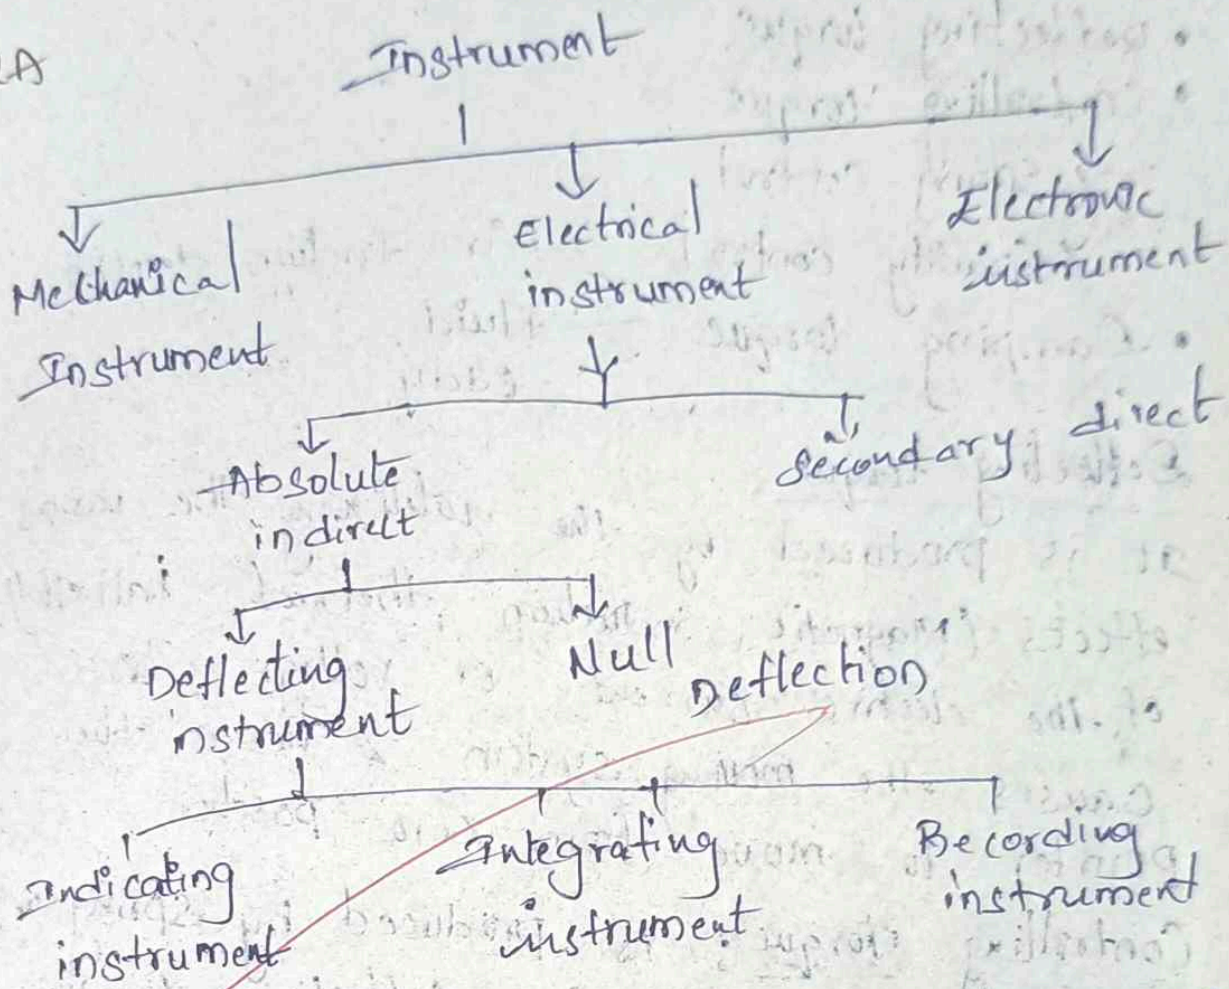 2A
Instrument
Mechanical
Instrument
Electrical
instrument
Electronic
instrument
Absolute
indirect
Secondary direct
Deflecting
instrument
Null
Deflection
Indicating
instrument
Integrating
instrument
Recording
instrument